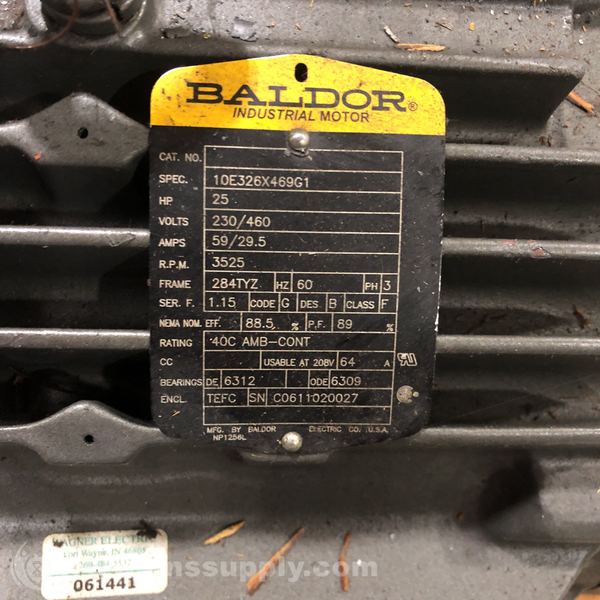 BALDOR®
INDUSTRIAL MOTOR
CAT. NO.
SPEC. 10E326X469G1
HP 25
VOLTS 230/460
AMPS 59/29.5
R.P.M. 3525
FRAME 284TYZ HZ 60 PH 3
SER. F. 1.15 CODE G DES B CLASS F
NEMA NOM. EFF. 88.5 % P.F. 89 %
RATING 40C AMB-CONT
CC USABLE AT 208V 64 A
BEARINGS DE 6312 ODE 6309
ENCL. TEFC SN C0611020027
MFG. BY BALDOR ELECTRIC CO. U.S.A.
NP1256L
WAGNER ELECTRIC
Fort Wayne, IN 46808
061441
mssupply.com